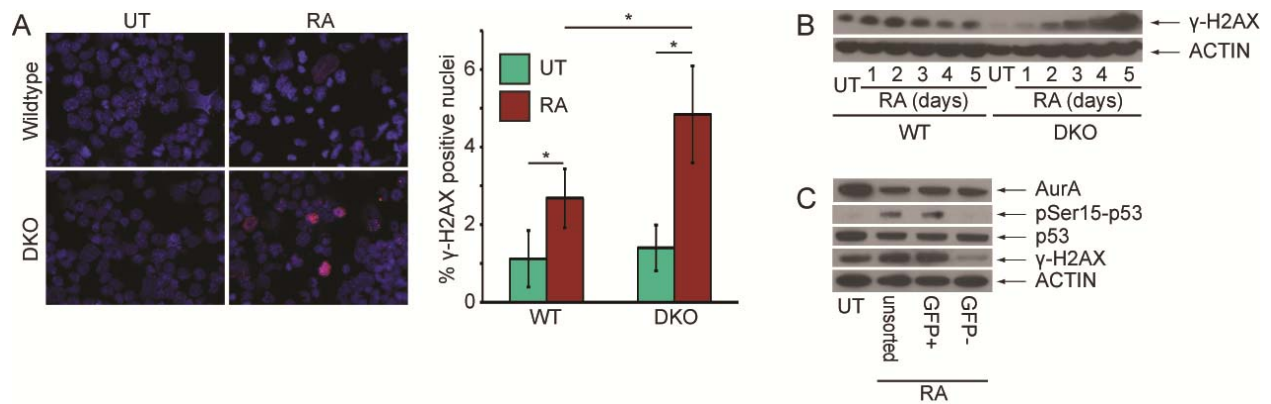 A
UT RA
Wildtype
DKO
% γ-H2AX positive nuclei
6
4
2
0
UT
RA
*
*
*
WT DKO
B
γ-H2AX
ACTIN
UT 1 2 3 4 5 UT 1 2 3 4 5
RA (days) RA (days)
WT DKO
C
AurA
pSer15-p53
p53
γ-H2AX
ACTIN
UT unsorted GFP+ GFP-
RA